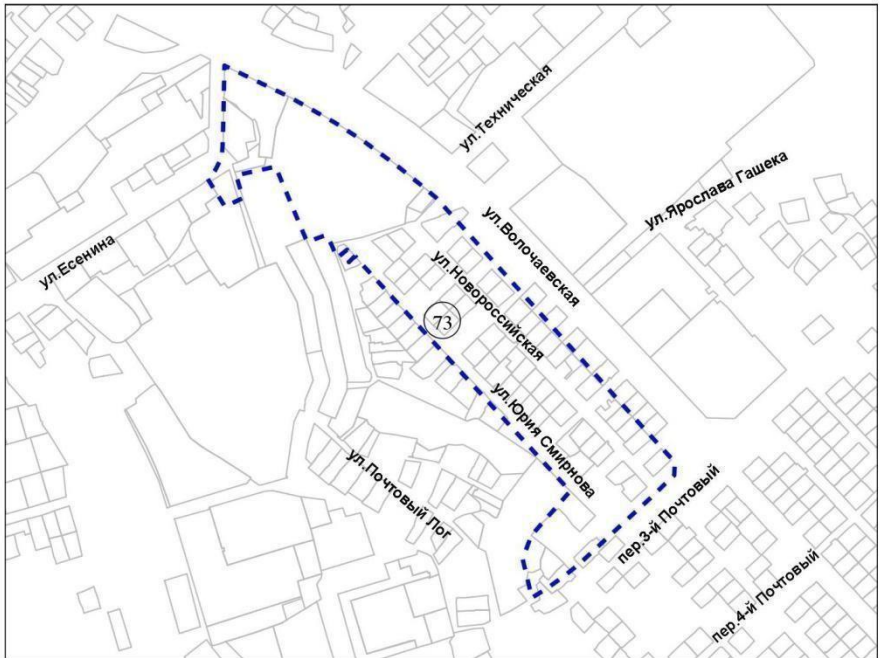 ул.Техническая
ул.Ярослава Гашека
ул.Волочаевская
ул.Есенина
ул.Новороссийская
73
ул.Юрия Смирнова
ул.Почтовый Лог
пер.3-й Почтовый
пер.4-й Почтовый